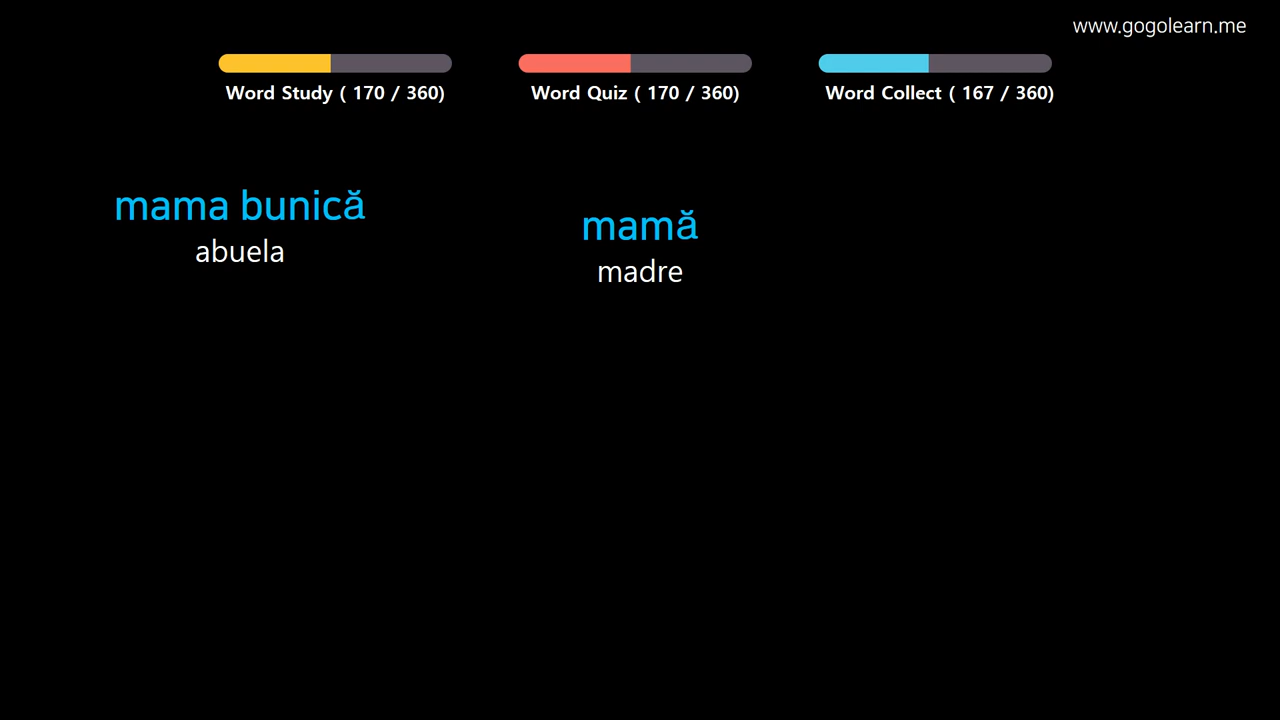 www.gogolearn.me
Word Study ( 170 / 360)
Word Quiz ( 170 / 360)
Word Collect ( 167 / 360)
mama bunică
abuela
mamă
madre